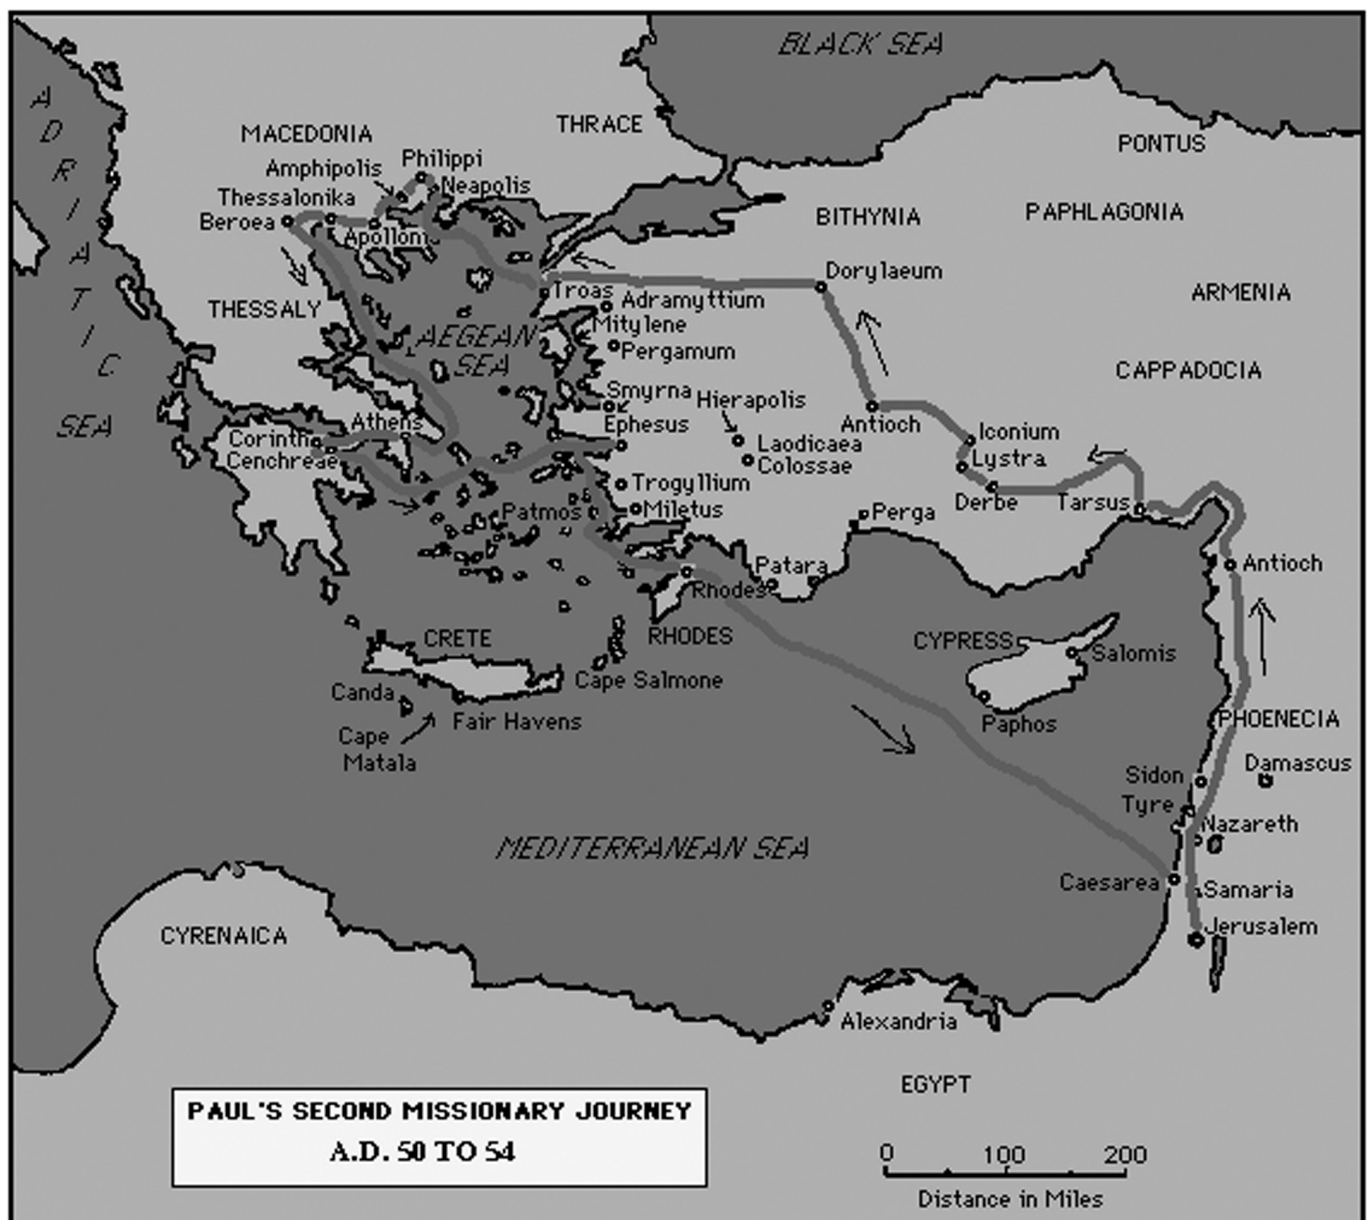 BLACK SEA
ADRIATIC
SEA
MACEDONIA
THRACE
PONTUS
Amphipolis
Philippi
Neapolis
Thessalonika
Beroea
Apolloni
BITHYNIA
PAPHLAGONIA
Dorylaeum
ARMENIA
THESSALY
Troas
Adramyttium
AEGEAN
SEA
Mitylene
Pergamum
CAPPADOCIA
Smyrna
Hierapolis
Ephesus
Antioch
Athens
Corinth
Cenchreae
Laodicaea
Colossae
Iconium
Lystra
Derbe
Tarsus
Trogyllium
Miletus
Patmos
Perga
Patara
Antioch
Rhodes
RHODES
CRETE
CYPRESS
Salomis
Canda
Cape Salmone
Fair Havens
Cape
Matala
Paphos
PHOENECIA
Sidon
Damascus
Tyre
Nazareth
MEDITERRANEAN SEA
Caesarea
Samaria
Jerusalem
CYRENAICA
Alexandria
EGYPT
PAUL'S SECOND MISSIONARY JOURNEY
A.D. 50 TO 54
0 100 200
Distance in Miles